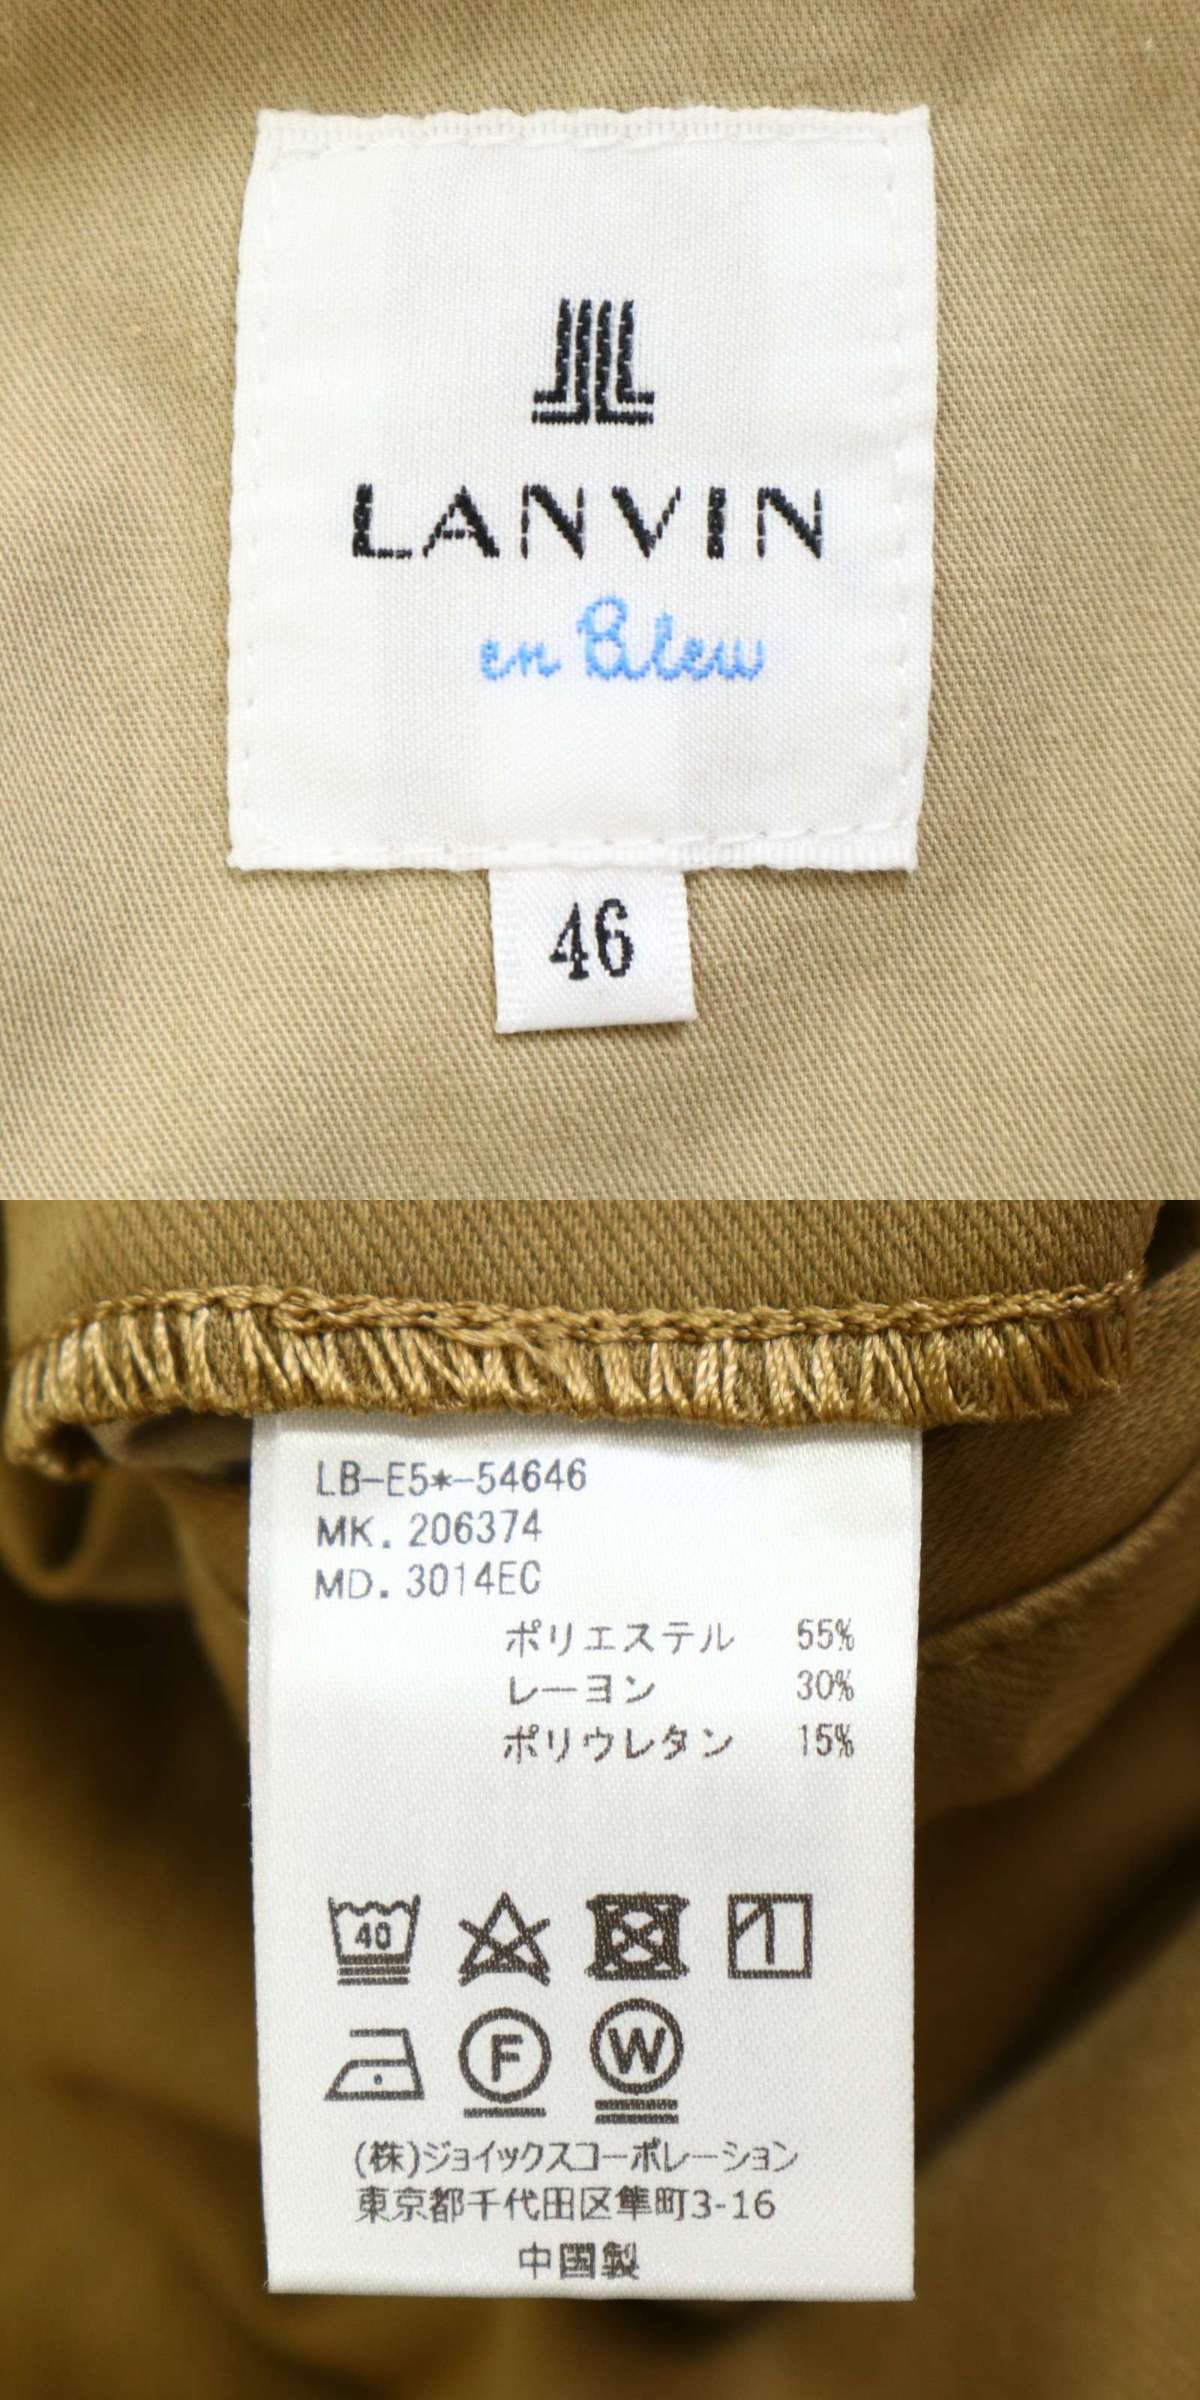 LANVIN
en Bleu
46
LB-E5*-54646
MK. 206374
MD. 3014EC
ポリエステル 55%
レーヨン 30%
ポリウレタン 15%
40
F W
(株)ジョイックスコーポレーション
東京都千代田区隼町3-16
中国製